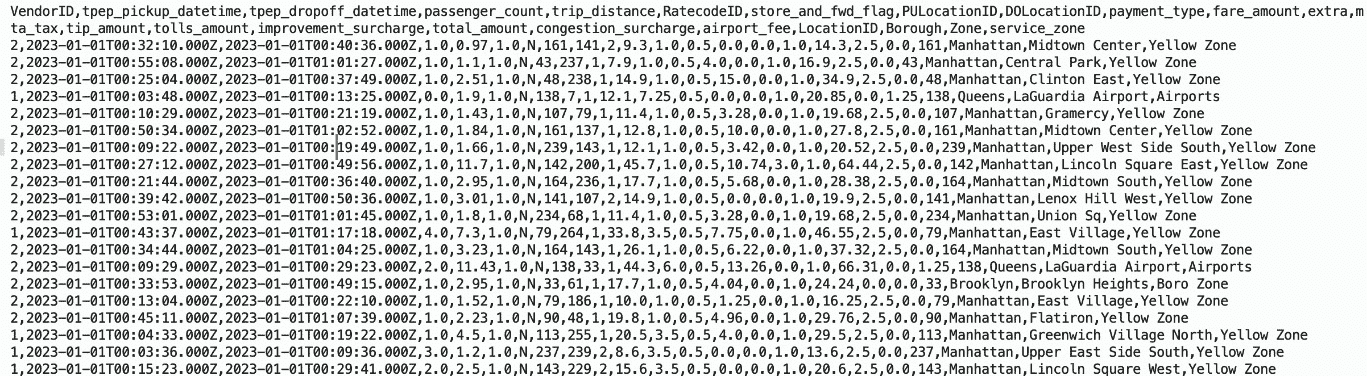 VendorID,tpep_pickup_datetime,tpep_dropoff_datetime,passenger_count,trip_distance,RatecodeID,store_and_fwd_flag,PULocationID,DOLocationID,payment_type,fare_amount,extra,m
ta_tax,tip_amount,tolls_amount,improvement_surcharge,total_amount,congestion_surcharge,airport_fee,LocationID,Borough,Zone,service_zone
2,2023-01-01T00:32:10.000Z,2023-01-01T00:40:36.000Z,1.0,0.97,1.0,N,161,141,2,9.3,1.0,0.5,0.0,0.0,1.0,14.3,2.5,0.0,161,Manhattan,Midtown Center,Yellow Zone
2,2023-01-01T00:55:08.000Z,2023-01-01T01:01:27.000Z,1.0,1.1,1.0,N,43,237,1,7.9,1.0,0.5,4.0,0.0,1.0,16.9,2.5,0.0,43,Manhattan,Central Park,Yellow Zone
2,2023-01-01T00:25:04.000Z,2023-01-01T00:37:49.000Z,1.0,2.51,1.0,N,48,238,1,14.9,1.0,0.5,15.0,0.0,1.0,34.9,2.5,0.0,48,Manhattan,Clinton East,Yellow Zone
1,2023-01-01T00:03:48.000Z,2023-01-01T00:13:25.000Z,0.0,1.9,1.0,N,138,7,1,12.1,7.25,0.5,0.0,0.0,1.0,20.85,0.0,1.25,138,Queens,LaGuardia Airport,Airports
2,2023-01-01T00:10:29.000Z,2023-01-01T00:21:19.000Z,1.0,1.43,1.0,N,107,79,1,11.4,1.0,0.5,3.28,0.0,1.0,19.68,2.5,0.0,107,Manhattan,Gramercy,Yellow Zone
2,2023-01-01T00:50:34.000Z,2023-01-01T01:02:52.000Z,1.0,1.84,1.0,N,161,137,1,12.8,1.0,0.5,10.0,0.0,1.0,27.8,2.5,0.0,161,Manhattan,Midtown Center,Yellow Zone
2,2023-01-01T00:09:22.000Z,2023-01-01T00:19:49.000Z,1.0,1.66,1.0,N,239,143,1,12.1,1.0,0.5,3.42,0.0,1.0,20.52,2.5,0.0,239,Manhattan,Upper West Side South,Yellow Zone
2,2023-01-01T00:27:12.000Z,2023-01-01T00:49:56.000Z,1.0,11.7,1.0,N,142,200,1,45.7,1.0,0.5,10.74,3.0,1.0,64.44,2.5,0.0,142,Manhattan,Lincoln Square East,Yellow Zone
2,2023-01-01T00:21:44.000Z,2023-01-01T00:36:40.000Z,1.0,2.95,1.0,N,164,236,1,17.7,1.0,0.5,5.68,0.0,1.0,28.38,2.5,0.0,164,Manhattan,Midtown South,Yellow Zone
2,2023-01-01T00:39:42.000Z,2023-01-01T00:50:36.000Z,1.0,3.01,1.0,N,141,107,2,14.9,1.0,0.5,0.0,0.0,1.0,19.9,2.5,0.0,141,Manhattan,Lenox Hill West,Yellow Zone
2,2023-01-01T00:53:01.000Z,2023-01-01T01:01:45.000Z,1.0,1.8,1.0,N,234,68,1,11.4,1.0,0.5,3.28,0.0,1.0,19.68,2.5,0.0,234,Manhattan,Union Sq,Yellow Zone
1,2023-01-01T00:43:37.000Z,2023-01-01T01:17:18.000Z,4.0,7.3,1.0,N,79,264,1,33.8,3.5,0.5,7.75,0.0,1.0,46.55,2.5,0.0,79,Manhattan,East Village,Yellow Zone
2,2023-01-01T00:34:44.000Z,2023-01-01T01:04:25.000Z,1.0,3.23,1.0,N,164,143,1,26.1,1.0,0.5,6.22,0.0,1.0,37.32,2.5,0.0,164,Manhattan,Midtown South,Yellow Zone
2,2023-01-01T00:09:29.000Z,2023-01-01T00:29:23.000Z,2.0,11.43,1.0,N,138,33,1,44.3,6.0,0.5,13.26,0.0,1.0,66.31,0.0,1.25,138,Queens,LaGuardia Airport,Airports
2,2023-01-01T00:33:53.000Z,2023-01-01T00:49:15.000Z,1.0,2.95,1.0,N,33,61,1,17.7,1.0,0.5,4.04,0.0,1.0,24.24,0.0,0.0,33,Brooklyn,Brooklyn Heights,Boro Zone
2,2023-01-01T00:13:04.000Z,2023-01-01T00:22:10.000Z,1.0,1.52,1.0,N,79,186,1,10.0,1.0,0.5,1.25,0.0,1.0,16.25,2.5,0.0,79,Manhattan,East Village,Yellow Zone
2,2023-01-01T00:45:11.000Z,2023-01-01T01:07:39.000Z,1.0,2.23,1.0,N,90,48,1,19.8,1.0,0.5,4.96,0.0,1.0,29.76,2.5,0.0,90,Manhattan,Flatiron,Yellow Zone
1,2023-01-01T00:04:33.000Z,2023-01-01T00:19:22.000Z,1.0,4.5,1.0,N,113,255,1,20.5,3.5,0.5,4.0,0.0,1.0,29.5,2.5,0.0,113,Manhattan,Greenwich Village North,Yellow Zone
1,2023-01-01T00:03:36.000Z,2023-01-01T00:09:36.000Z,3.0,1.2,1.0,N,237,239,2,8.6,3.5,0.5,0.0,0.0,1.0,13.6,2.5,0.0,237,Manhattan,Upper East Side South,Yellow Zone
1,2023-01-01T00:15:23.000Z,2023-01-01T00:29:41.000Z,2.0,2.5,1.0,N,143,229,2,15.6,3.5,0.5,0.0,0.0,1.0,20.6,2.5,0.0,143,Manhattan,Lincoln Square West,Yellow Zone